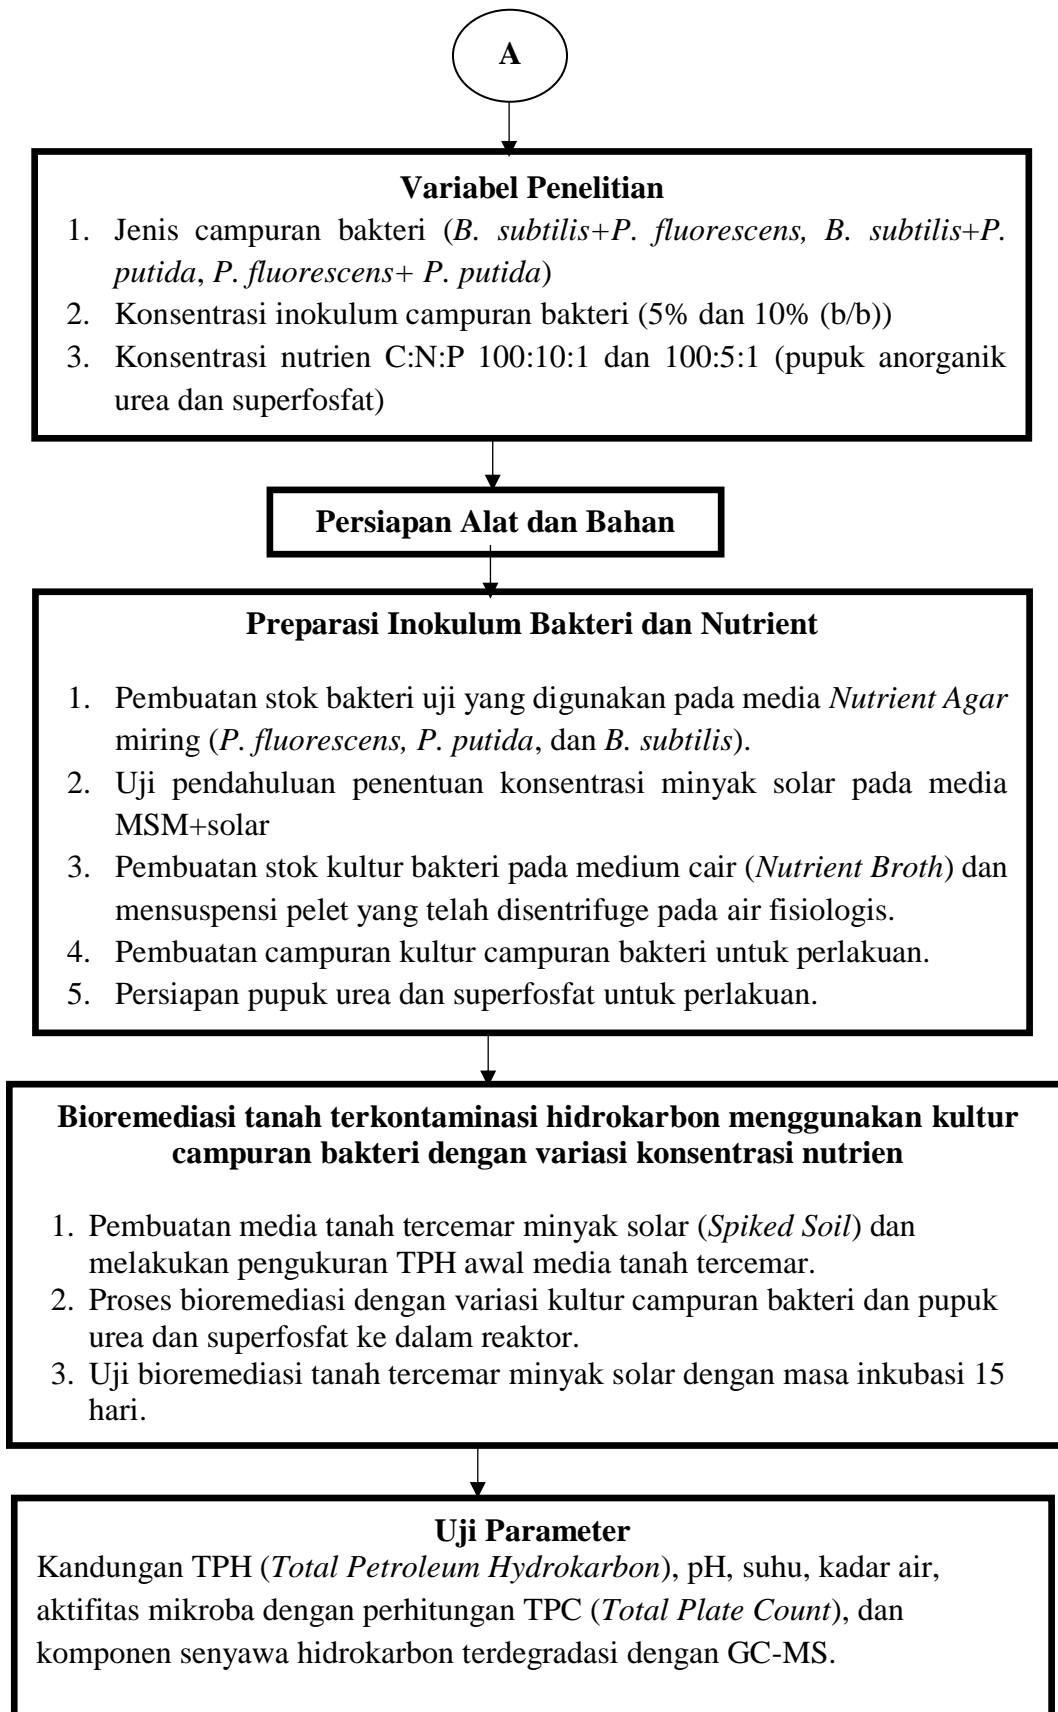 A
Variabel Penelitian
1. Jenis campuran bakteri (B. subtilis+P. fluorescens, B. subtilis+P.
putida, P. fluorescens+ P. putida)
2. Konsentrasi inokulum campuran bakteri (5% dan 10% (b/b))
3. Konsentrasi nutrien C:N:P 100:10:1 dan 100:5:1 (pupuk anorganik
urea dan superfosfat)
Persiapan Alat dan Bahan
Preparasi Inokulum Bakteri dan Nutrient
1. Pembuatan stok bakteri uji yang digunakan pada media Nutrient Agar
miring (P. fluorescens, P. putida, dan B. subtilis).
2. Uji pendahuluan penentuan konsentrasi minyak solar pada media
MSM+solar
3. Pembuatan stok kultur bakteri pada medium cair (Nutrient Broth) dan
mensuspensi pelet yang telah disentrifuge pada air fisiologis.
4. Pembuatan campuran kultur campuran bakteri untuk perlakuan.
5. Persiapan pupuk urea dan superfosfat untuk perlakuan.
Bioremediasi tanah terkontaminasi hidrokarbon menggunakan kultur
campuran bakteri dengan variasi konsentrasi nutrien
1. Pembuatan media tanah tercemar minyak solar (Spiked Soil) dan
melakukan pengukuran TPH awal media tanah tercemar.
2. Proses bioremediasi dengan variasi kultur campuran bakteri dan pupuk
urea dan superfosfat ke dalam reaktor.
3. Uji bioremediasi tanah tercemar minyak solar dengan masa inkubasi 15
hari.
Uji Parameter
Kandungan TPH (Total Petroleum Hydrokarbon), pH, suhu, kadar air,
aktifitas mikroba dengan perhitungan TPC (Total Plate Count), dan
komponen senyawa hidrokarbon terdegradasi dengan GC-MS.